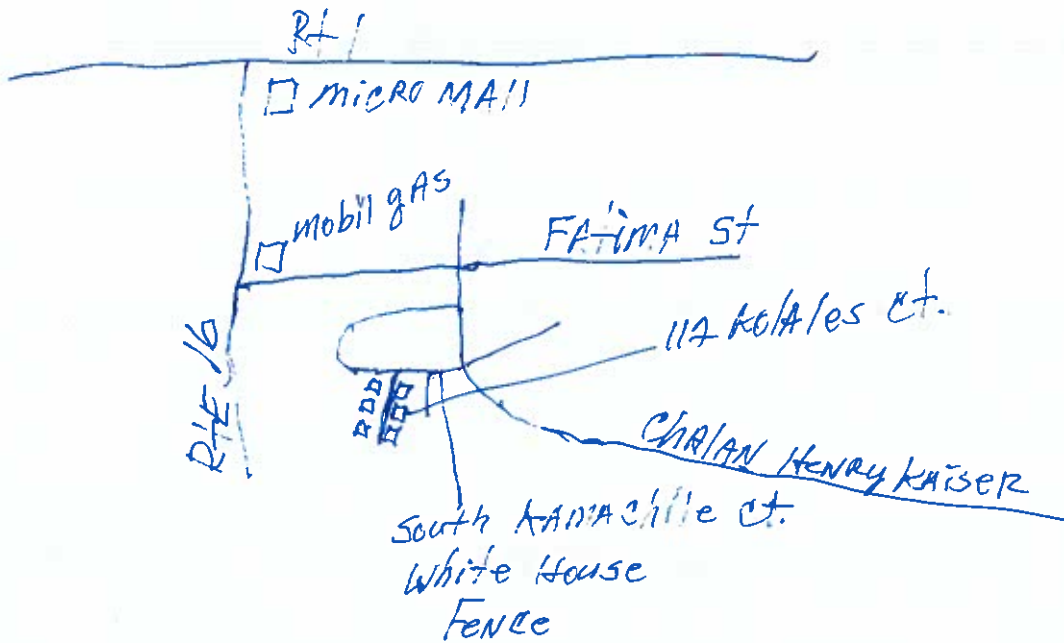 Rt 1
MICRO MAll
mobil gAs
FAtiMA St
RTE 16
112 kolAles ct.
ChAlAN HENRY KAiseR
South KAMAChile ct.
White House
FeNce